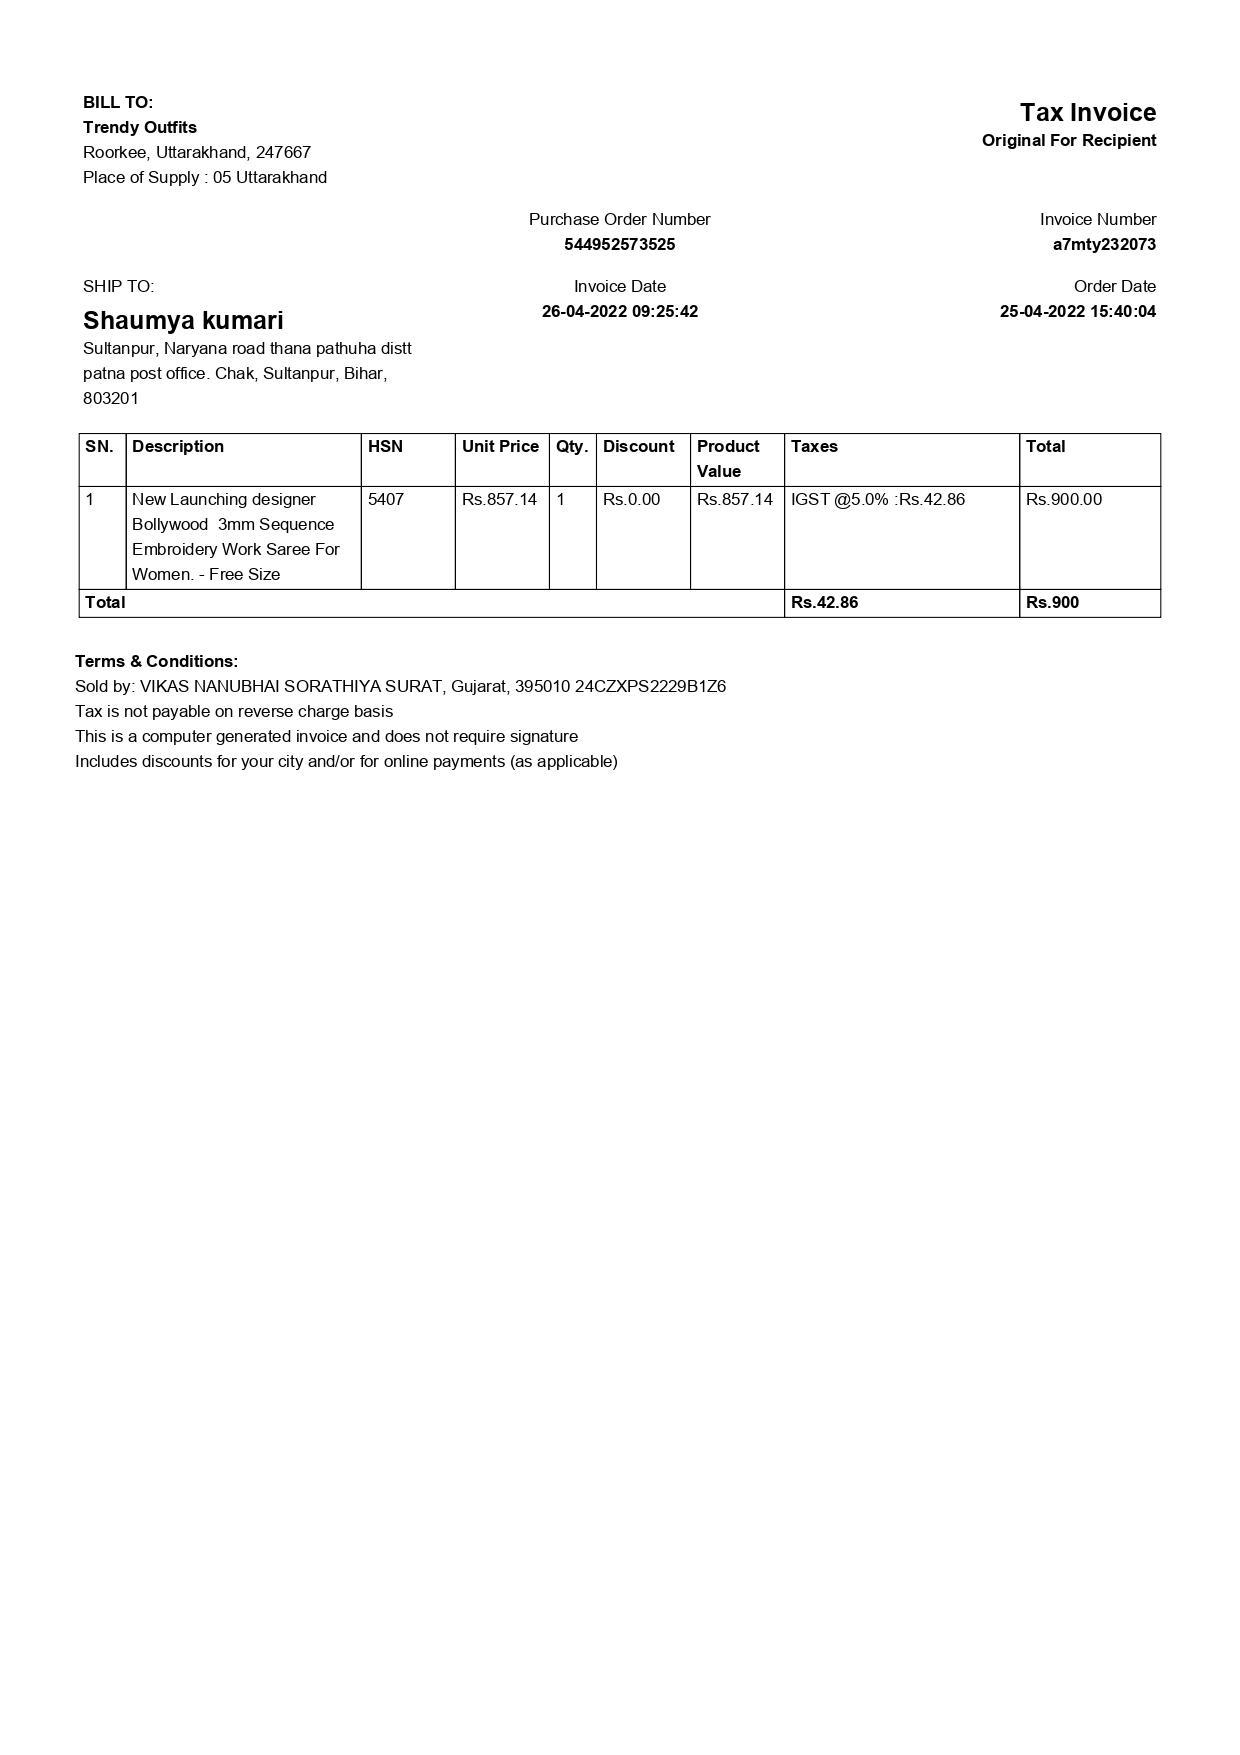 BILL TO:
Trendy Outfits
Roorkee, Uttarakhand, 247667
Place of Supply : 05 Uttarakhand
Tax Invoice
Original For Recipient
Purchase Order Number
544952573525
Invoice Number
a7mty232073
SHIP TO:
Shaumya kumari
Sultanpur, Naryana road thana pathuha distt
patna post office. Chak, Sultanpur, Bihar,
803201
Invoice Date
26-04-2022 09:25:42
Order Date
25-04-2022 15:40:04
SN. Description HSN Unit Price Qty. Discount Product Value Taxes Total
1 New Launching designer 5407 Rs.857.14 1 Rs.0.00 Rs.857.14 IGST @5.0% :Rs.42.86 Rs.900.00
Bollywood  3mm Sequence
Embroidery Work Saree For
Women. - Free Size
Total Rs.42.86 Rs.900
Terms & Conditions:
Sold by: VIKAS NANUBHAI SORATHIYA SURAT, Gujarat, 395010 24CZXPS2229B1Z6
Tax is not payable on reverse charge basis
This is a computer generated invoice and does not require signature
Includes discounts for your city and/or for online payments (as applicable)